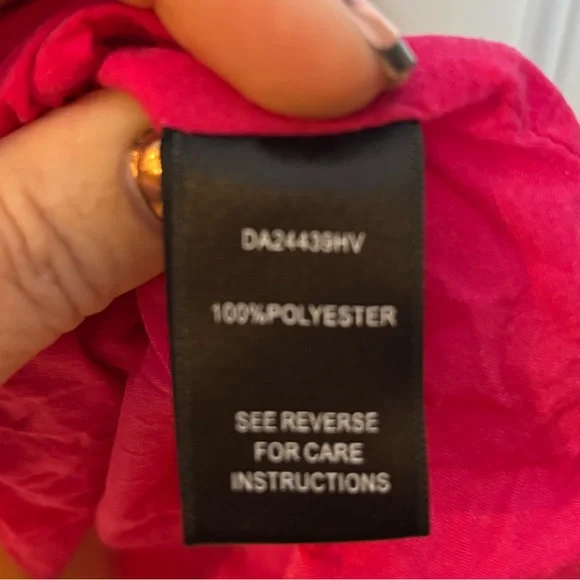 DA24439HV
100%POLYESTER
SEE REVERSE
FOR CARE
INSTRUCTIONS